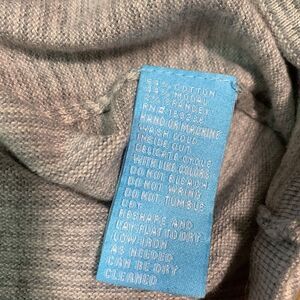 COTTON
MODAL
SPANDEX
HAND OR MACHINE
WASH COLD
INSIDE OUT
DELICATE CYCLE
WITH LIKE COLORS
DO NOT BLEACH
DO NOT WRING
DO NOT TUMBLE
DRY
RESHAPE AND
LAY FLAT TO DRY
LOW IRON
AS NEEDED
CAN BE DRY
CLEANED